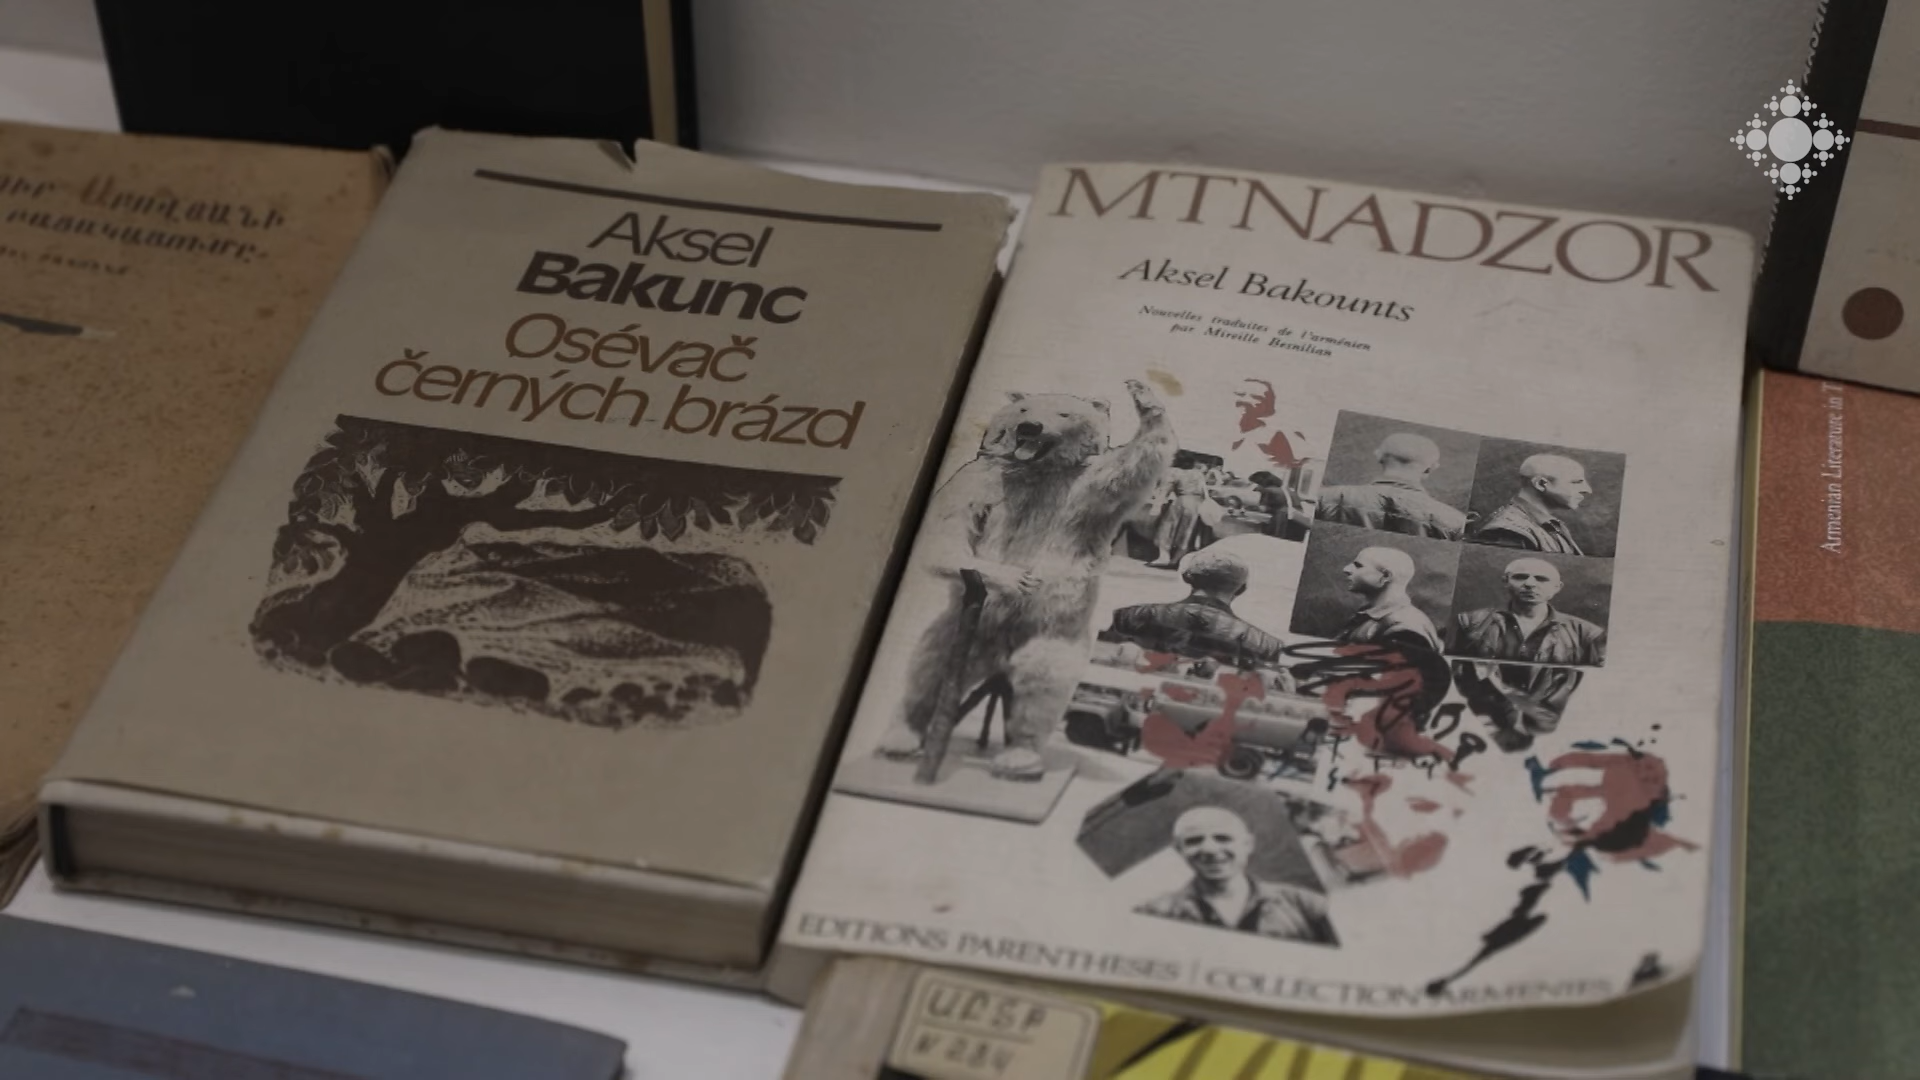 Aksel
Bakunc
Osévač
černých brázd
MTNADZOR
Aksel Bakounts
Nouvelles traduites de l'arménien
par Mireille Besnilian
EDITIONS PARENTHESES | COLLECTION ARMENIES
Armenian Literature in